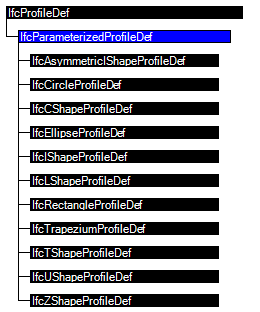 IfcProfileDef
IfcParameterizedProfileDef
IfcAsymmetricIShapeProfileDef
IfcCircleProfileDef
IfcCShapeProfileDef
IfcEllipseProfileDef
IfcIShapeProfileDef
IfcLShapeProfileDef
IfcRectangleProfileDef
IfcTrapeziumProfileDef
IfcTShapeProfileDef
IfcUShapeProfileDef
IfcZShapeProfileDef